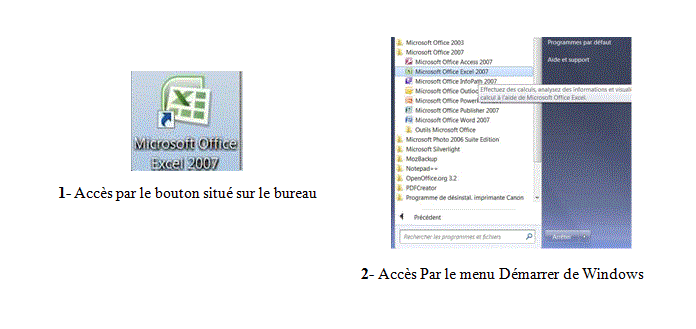 Microsoft Office
Excel 2007
1- Accès par le bouton situé sur le bureau
Microsoft Office 2003
Microsoft Office 2007
Microsoft Office Access 2007
Microsoft Office Excel 2007
Microsoft Office InfoPath 2007
Microsoft Office Outloo
Microsoft Office Power
Microsoft Office Publisher 2007
Microsoft Office Word 2007
Outils Microsoft Office
Microsoft Photo 2006 Suite Edition
Microsoft Silverlight
MozBackup
Notepad++
OpenOffice.org 3.2
PDFCreator
Programme de désinstal. imprimante Canon
Précédent
Rechercher les programmes et fichiers
Programmes par défaut
Aide et support
Effectuez des calculs, analysez des informations et visuali
calcul à l'aide de Microsoft Office Excel.
Arrêter
2- Accès Par le menu Démarrer de Windows